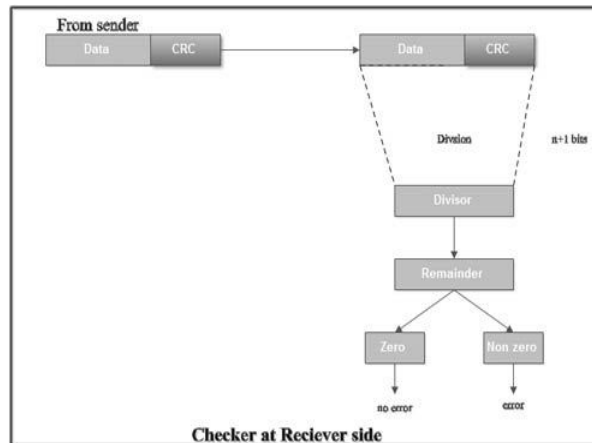 From sender
Data CRC Data CRC
Division n+1 bits
Divisor
Remainder
Zero Non zero
no error error
Checker at Reciever side